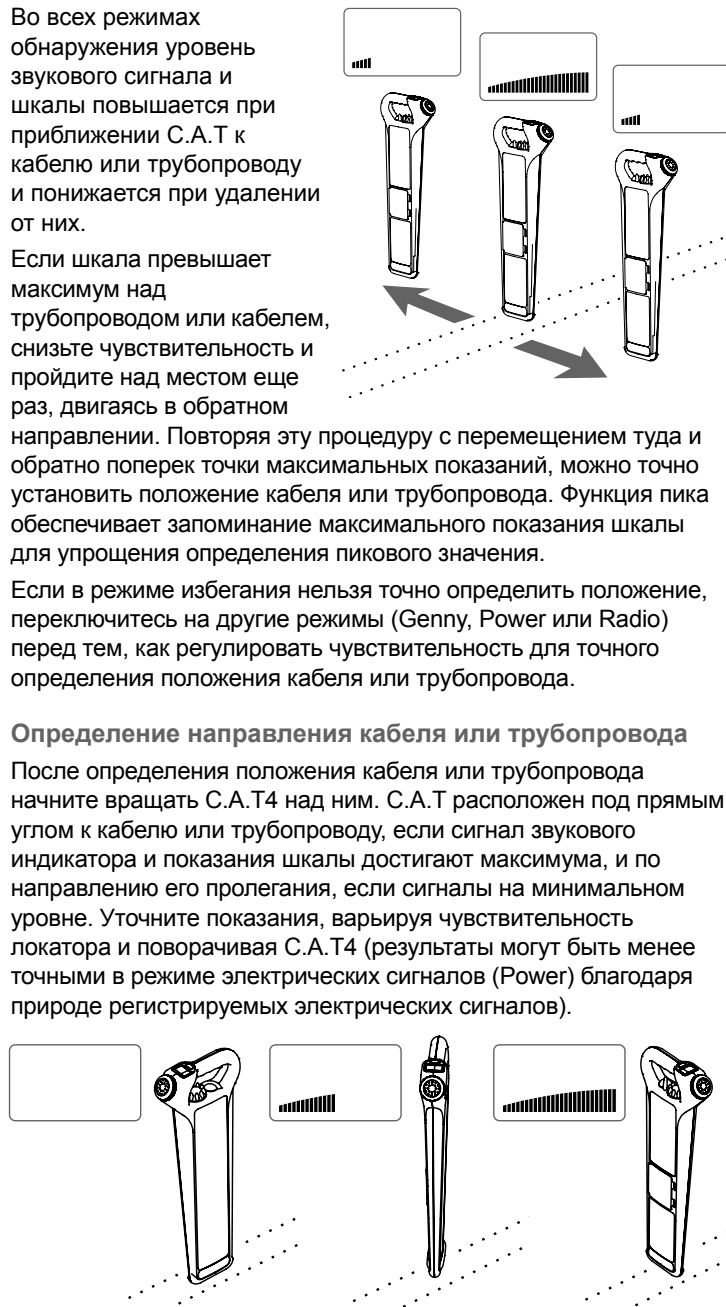 Во всех режимах
обнаружения уровень
звукового сигнала и
шкалы повышается при
приближении C.A.T к
кабелю или трубопроводу
и понижается при удалении
от них.
Если шкала превышает
максимум над
трубопроводом или кабелем,
снизьте чувствительность и
пройдите над местом еще
раз, двигаясь в обратном
направлении. Повторяя эту процедуру с перемещением туда и
обратно поперек точки максимальных показаний, можно точно
установить положение кабеля или трубопровода. Функция пика
обеспечивает запоминание максимального показания шкалы
для упрощения определения пикового значения.
Если в режиме избегания нельзя точно определить положение,
переключитесь на другие режимы (Genny, Power или Radio)
перед тем, как регулировать чувствительность для точного
определения положения кабеля или трубопровода.
Определение направления кабеля или трубопровода
После определения положения кабеля или трубопровода
начните вращать C.A.T4 над ним. C.A.T расположен под прямым
углом к кабелю или трубопроводу, если сигнал звукового
индикатора и показания шкалы достигают максимума, и по
направлению его пролегания, если сигналы на минимальном
уровне. Уточните показания, варьируя чувствительность
локатора и поворачивая C.A.T4 (результаты могут быть менее
точными в режиме электрических сигналов (Power) благодаря
природе регистрируемых электрических сигналов).